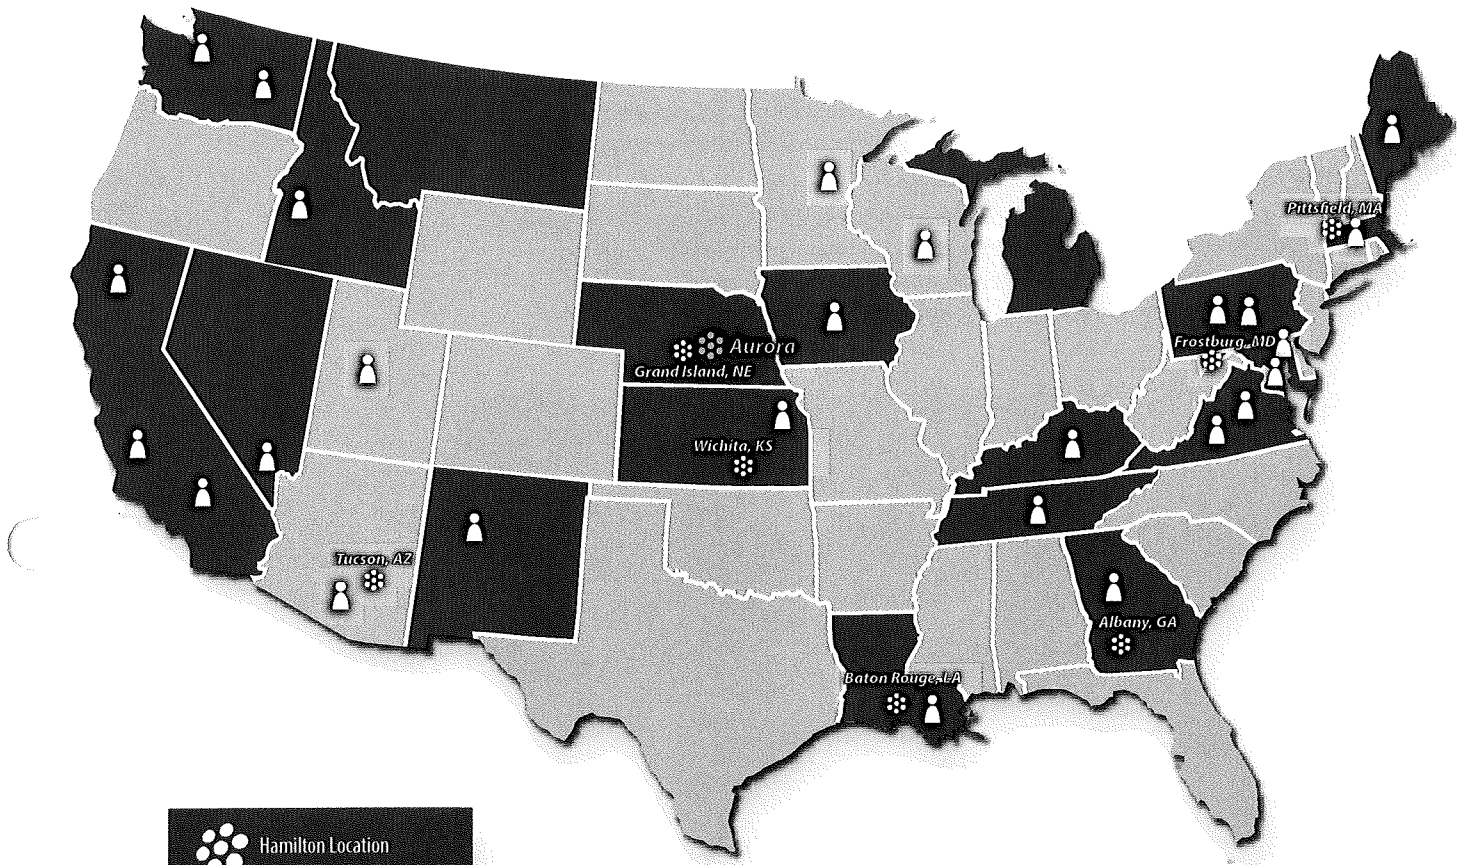 Pittsfield, MA
Frostburg, MD
Aurora
Grand Island, NE
Wichita, KS
Tucson, AZ
Albany, GA
Baton Rouge, LA
Hamilton Location